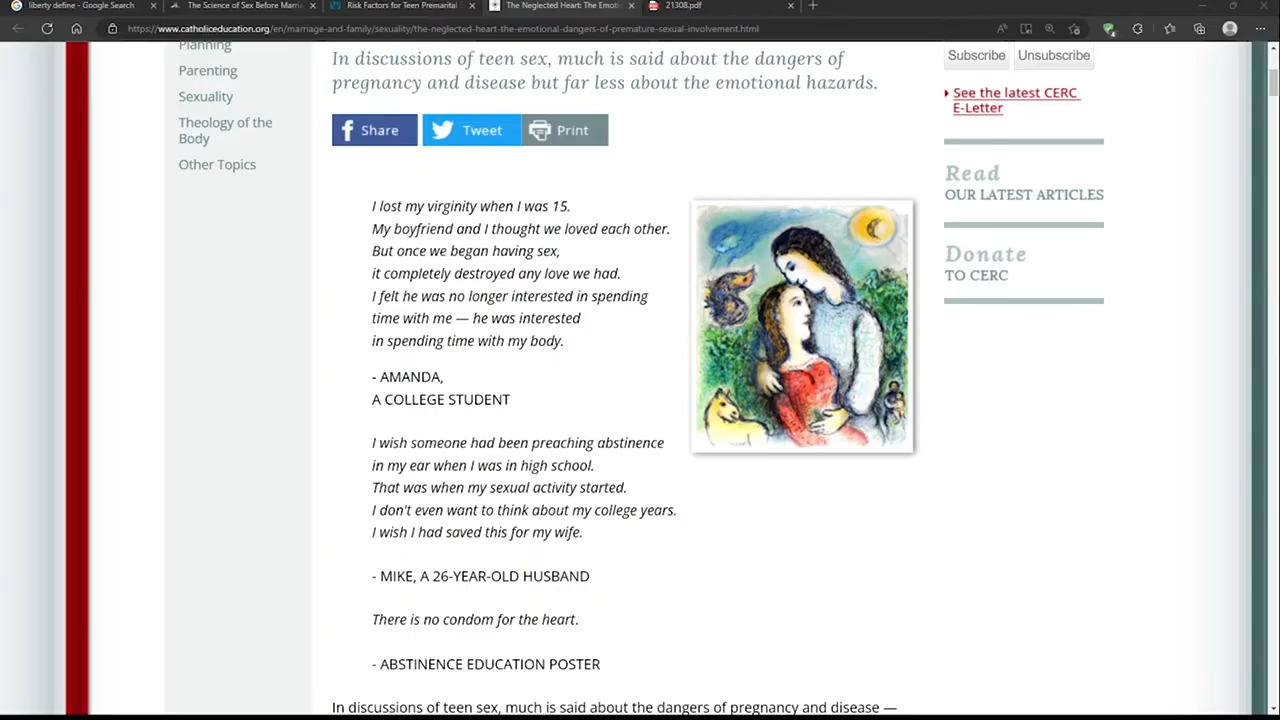 liberty define - Google Search
The Science of Sex Before Marri
Risk Factors for Teen Premarital
The Neglected Heart: The Emoti
21308.pdf
https://www.catholiceducation.org/en/marriage-and-family/sexuality/the-neglected-heart-the-emotional-dangers-of-premature-sexual-involvement.html
Planning
Parenting
Sexuality
Theology of the
Body
Other Topics
In discussions of teen sex, much is said about the dangers of
pregnancy and disease but far less about the emotional hazards.
Share
Tweet
Print
I lost my virginity when I was 15.
My boyfriend and I thought we loved each other.
But once we began having sex,
it completely destroyed any love we had.
I felt he was no longer interested in spending
time with me — he was interested
in spending time with my body.
- AMANDA,
A COLLEGE STUDENT
I wish someone had been preaching abstinence
in my ear when I was in high school.
That was when my sexual activity started.
I don't even want to think about my college years.
I wish I had saved this for my wife.
- MIKE, A 26-YEAR-OLD HUSBAND
There is no condom for the heart.
- ABSTINENCE EDUCATION POSTER
In discussions of teen sex, much is said about the dangers of pregnancy and disease —
Subscribe
Unsubscribe
See the latest CERC
E-Letter
Read
OUR LATEST ARTICLES
Donate
TO CERC